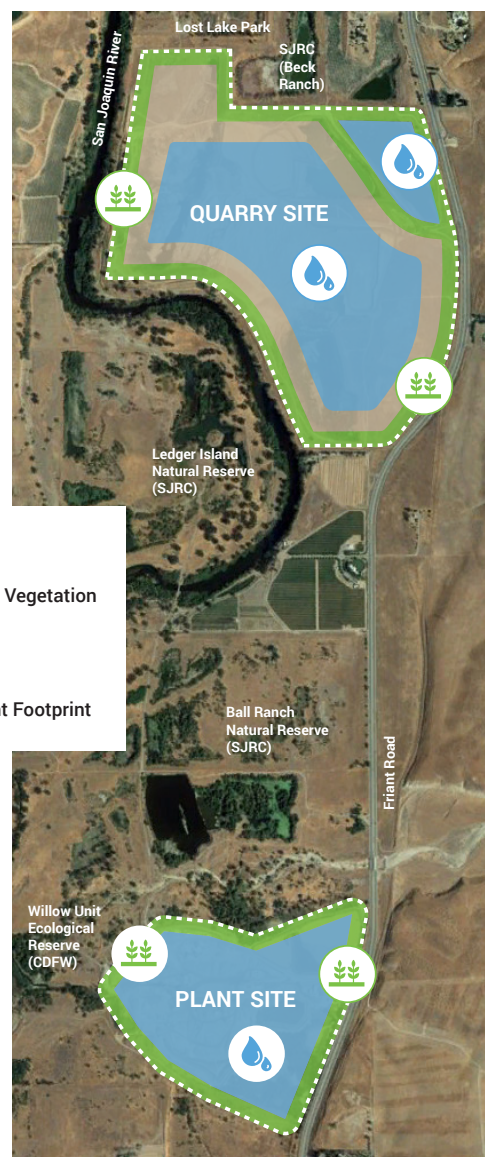 Lost Lake Park
SJRC
(Beck
Ranch)
San Joaquin River
QUARRY SITE
Ledger Island
Natural Reserve
(SJRC)
Vegetation
t Footprint
Ball Ranch
Natural Reserve
(SJRC)
Friant Road
Willow Unit
Ecological
Reserve
(CDFW)
PLANT SITE